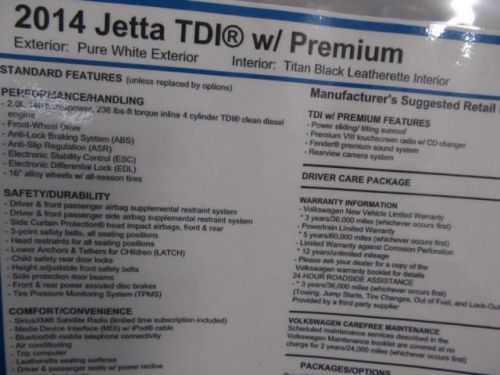 2014 Jetta TDI® w/ Premium
Exterior: Pure White Exterior
Interior: Titan Black Leatherette Interior
STANDARD FEATURES (unless replaced by options)
PERFORMANCE/HANDLING
- 2.0L 140 horsepower, 236 lbs-ft torque inline 4 cylinder TDI® clean diesel
engine
- Front-Wheel Drive
- Anti-Lock Braking System (ABS)
- Anti-Slip Regulation (ASR)
- Electronic Stability Control (ESC)
- Electronic Differential Lock (EDL)
- 16" alloy wheels w/ all-season tires
SAFETY/DURABILITY
- Driver & front passenger airbag supplemental restraint system
- Driver & front passenger side airbag supplemental restraint system
- Side Curtain Protection® head impact airbags, front & rear
- 3-point safety belts, all seating positions
- Head restraints for all seating positions
- Lower Anchors & Tethers for CHildren (LATCH)
- Child safety rear door locks
- Height adjustable front safety belts
- Side protection door beams
- Front & rear power assisted disc brakes
- Tire Pressure Monitoring System (TPMS)
COMFORT/CONVENIENCE
- SiriusXM® Satellite Radio (limited time subscription included)
- Media Device Interface (MDI) w/ iPod® cable
- Bluetooth® mobile telephone connectivity
- Air conditioning
- Trip computer
- Leatherette seating surfaces
- Driver & passenger seats w/ power recline
Manufacturer's Suggested Retail
TDI w/ PREMIUM FEATURES
- Power sliding/ tilting sunroof
- Premium VIII touchscreen radio w/ CD changer
- Fender® premium sound system
- Rearview camera system
DRIVER CARE PACKAGE
WARRANTY INFORMATION
- Volkswagen New Vehicle Limited Warranty
* 3 years/36,000 miles (whichever occurs first)
- Powertrain Limited Warranty
* 5 years/60,000 miles (whichever occurs first)
- Limited Warranty against Corrosion Perforation
* 12 years/unlimited mileage
- Please ask your dealer for a copy of the
Volkswagen warranty booklet for details
24-HOUR ROADSIDE ASSISTANCE
* 3 years/36,000 miles (whichever occurs first)
(Towing, Jump Starts, Tire Changes, Out of Fuel, and Lock-Out
Provided by a third party supplier
VOLKSWAGEN CAREFREE MAINTENANCE
Scheduled maintenance services described in the
Volkswagen Maintenance booklet are covered at no
charge for 2 years/24,000 miles (whichever occurs
PACKAGES/OPTIONS